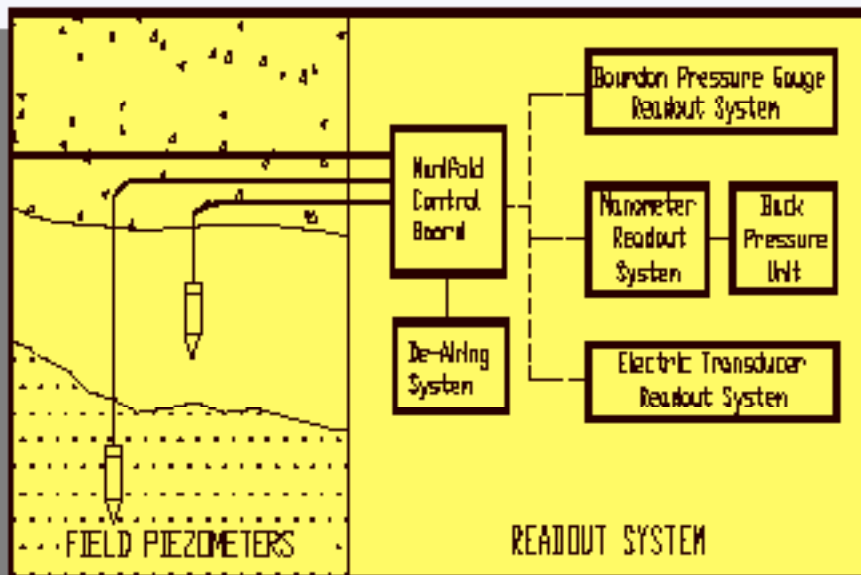 Bourdon Pressure Gauge
Readout System
Manifold
Control
Board
Manometer
Readout
System
Back
Pressure
Unit
De-Airing
System
Electric Transducer
Readout System
FIELD PIEZOMETERS
READOUT SYSTEM